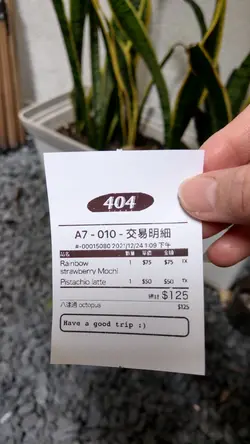 404
A7 - 010 - 交易明細
#-00015080 2021/12/24 1:09 下午
品名 數量 單價 金額
Rainbow 1 $75 $75 TX
strawberry Mochi
Pistachio latte 1 $50 $50 TX
總計 $125
八達通 octopus $125
Have a good trip :)